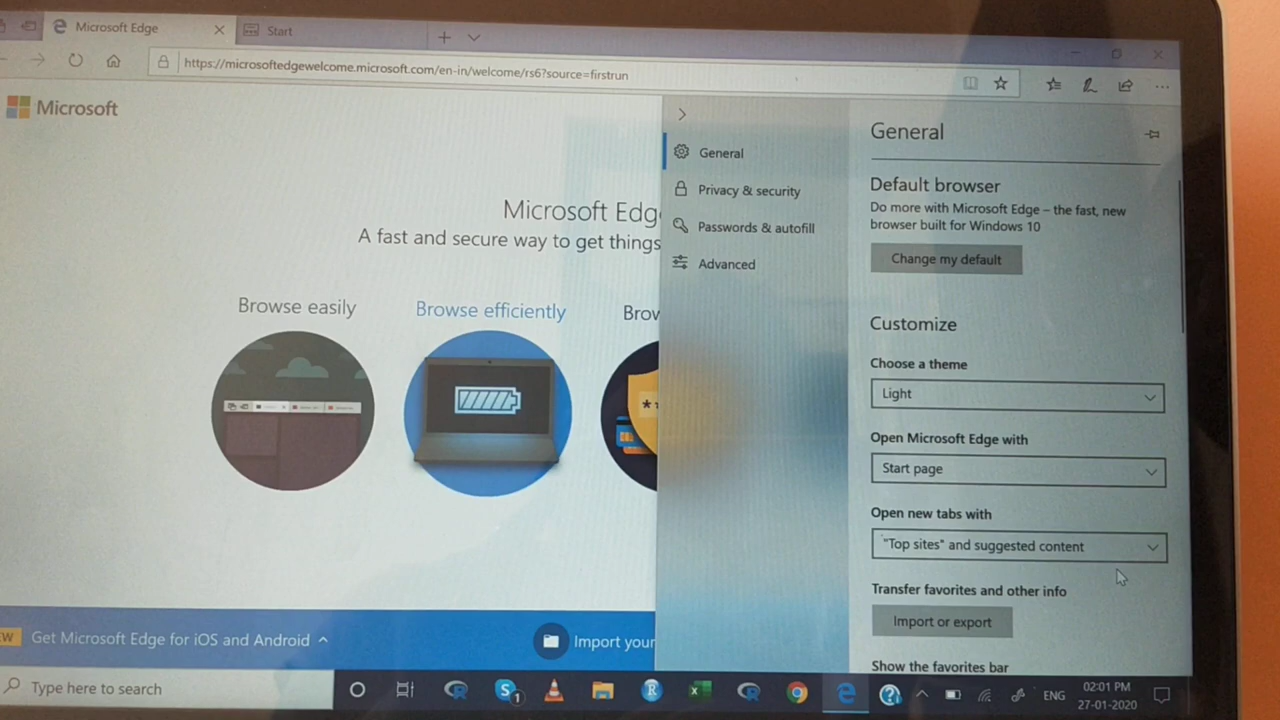 Microsoft Edge
Start
https://microsoftedgewelcome.microsoft.com/en-in/welcome/rs6?source=firstrun
Microsoft
Microsoft Edg
A fast and secure way to get things
Browse easily
Browse efficiently
Brow
General
Privacy & security
Passwords & autofill
Advanced
General
Default browser
Do more with Microsoft Edge – the fast, new
browser built for Windows 10
Change my default
Customize
Choose a theme
Light
Open Microsoft Edge with
Start page
Open new tabs with
"Top sites" and suggested content
Transfer favorites and other info
Import or export
Show the favorites bar
EW
Get Microsoft Edge for iOS and Android
Import your
Type here to search
1
ENG
02:01 PM
27-01-2020